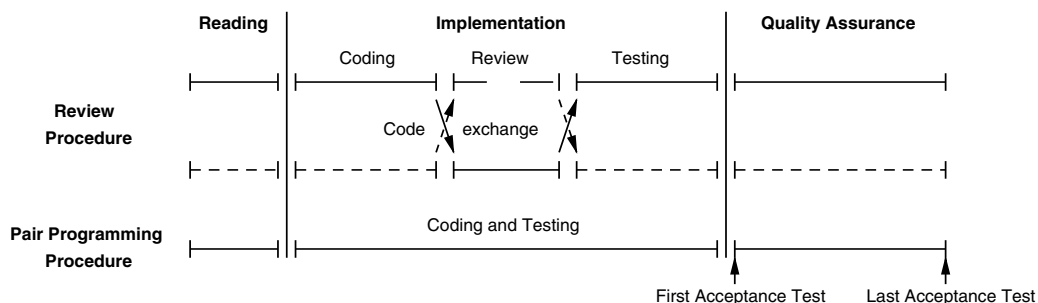 Reading
Implementation
Quality Assurance
Coding
Review
Testing
Review
Procedure
Code
exchange
Pair Programming
Procedure
Coding and Testing
First Acceptance Test
Last Acceptance Test